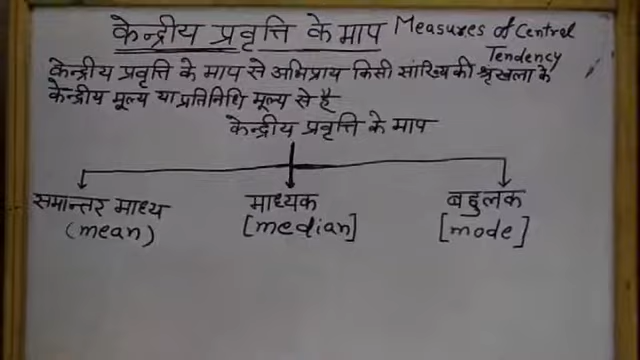 केन्द्रीय प्रवृत्ति के माप Measures of Central Tendency
केन्द्रीय प्रवृत्ति के माप से अभिप्राय किसी सांख्यिकी श्रृंखला के
केन्द्रीय मूल्य या प्रतिनिधि मूल्य से है
केन्द्रीय प्रवृत्ति के माप
समान्तर माध्य माध्यक बहुलक
(mean) [median] [mode]